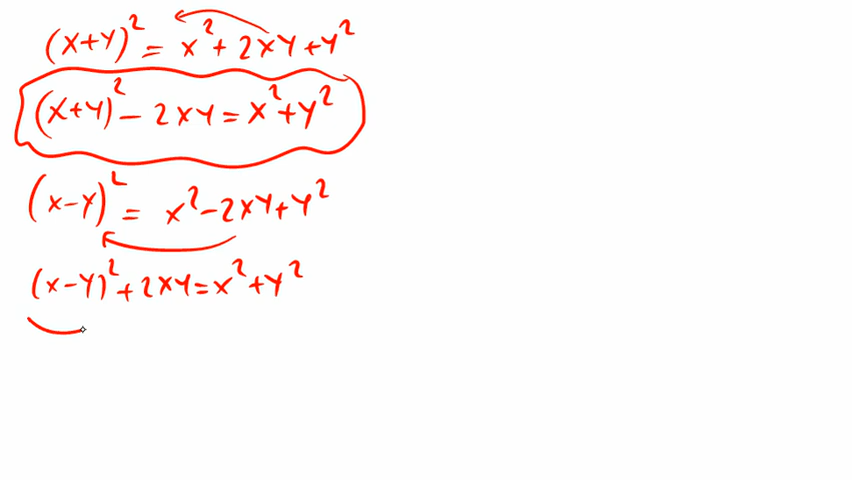 (x+y)² = x² + 2xy + y²
(x+y)² - 2xy = x² + y²
(x-y)² = x² - 2xy + y²
(x-y)² + 2xy = x² + y²